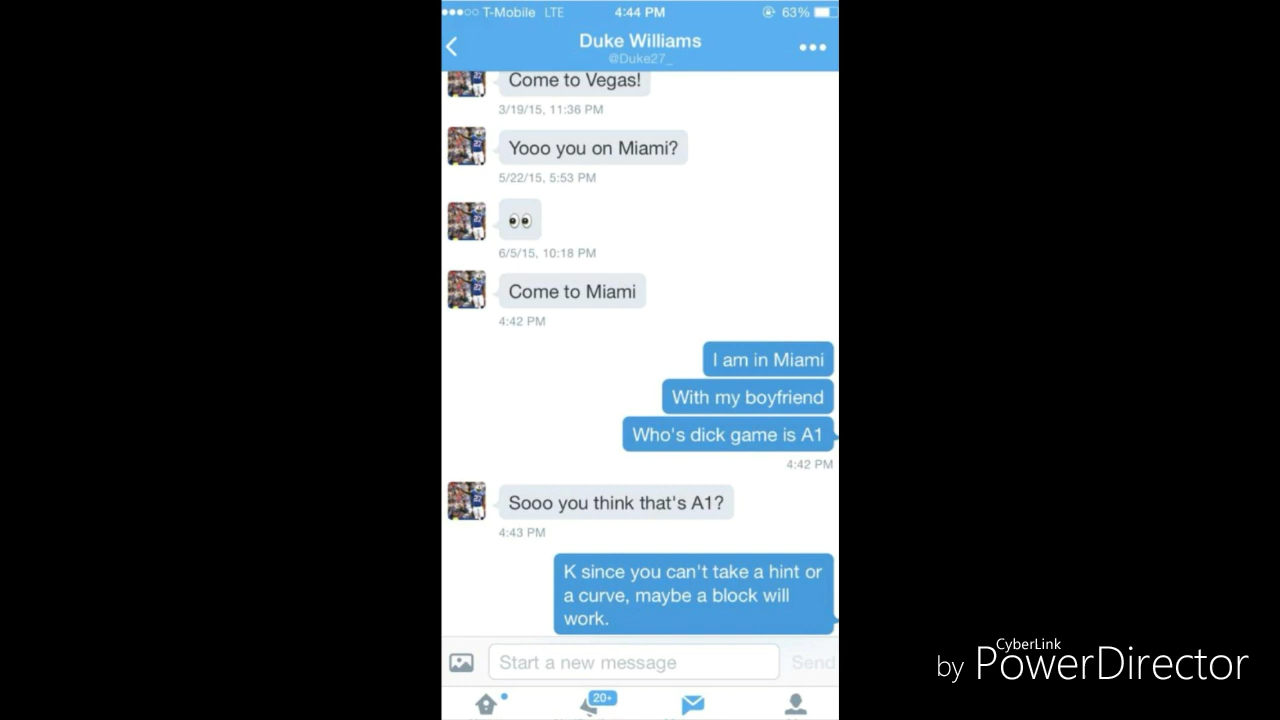 T-Mobile LTE 4:44 PM 63%
Duke Williams
@Duke27_
Come to Vegas!
3/19/15, 11:36 PM
Yooo you on Miami?
5/22/15, 5:53 PM
👀
6/5/15, 10:18 PM
Come to Miami
4:42 PM
I am in Miami
With my boyfriend
Who's dick game is A1
4:42 PM
Sooo you think that's A1?
4:43 PM
K since you can't take a hint or
a curve, maybe a block will
work.
Start a new message
Send
20+
CyberLink
by PowerDirector